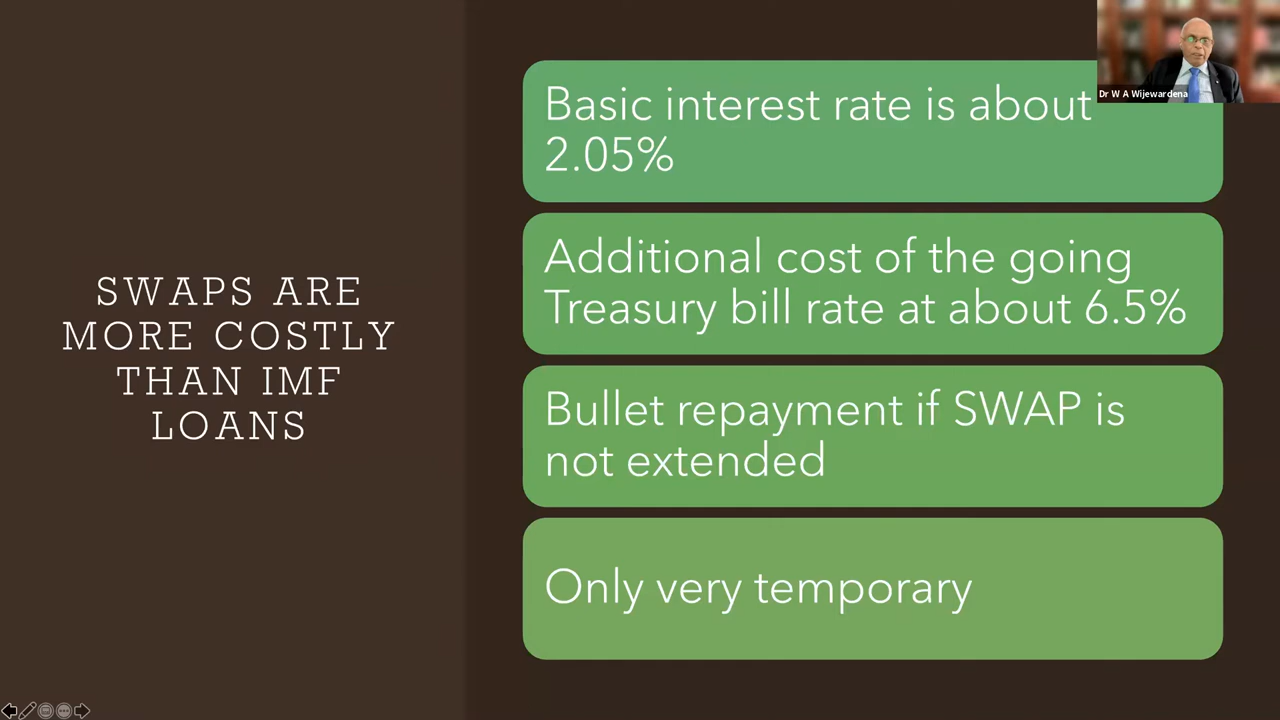 SWAPS ARE
MORE COSTLY
THAN IMF
LOANS
Basic interest rate is about
2.05%
Additional cost of the going
Treasury bill rate at about 6.5%
Bullet repayment if SWAP is
not extended
Only very temporary
Dr W A Wijewardena